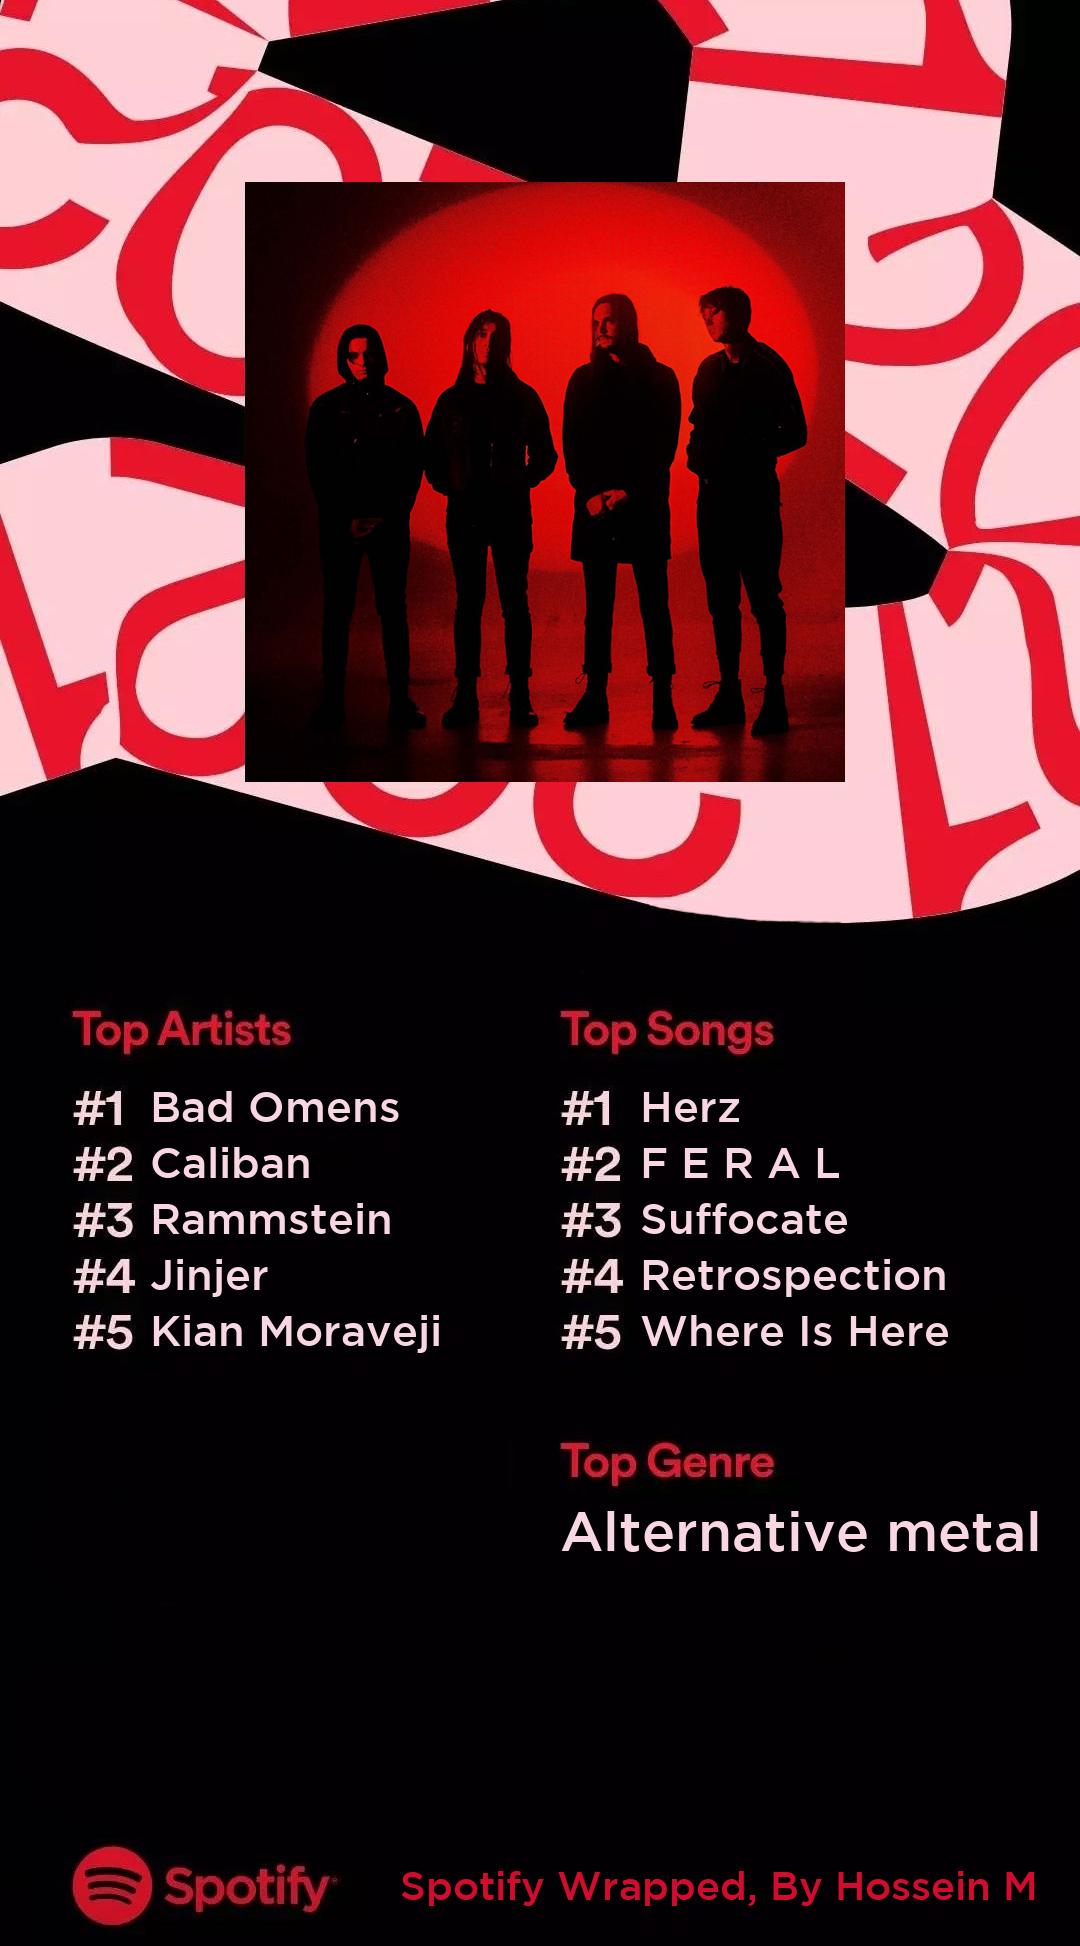 Top Artists
#1 Bad Omens
#2 Caliban
#3 Rammstein
#4 Jinjer
#5 Kian Moraveji
Top Songs
#1 Herz
#2 F E R A L
#3 Suffocate
#4 Retrospection
#5 Where Is Here
Top Genre
Alternative metal
Spotify
Spotify Wrapped, By Hossein M